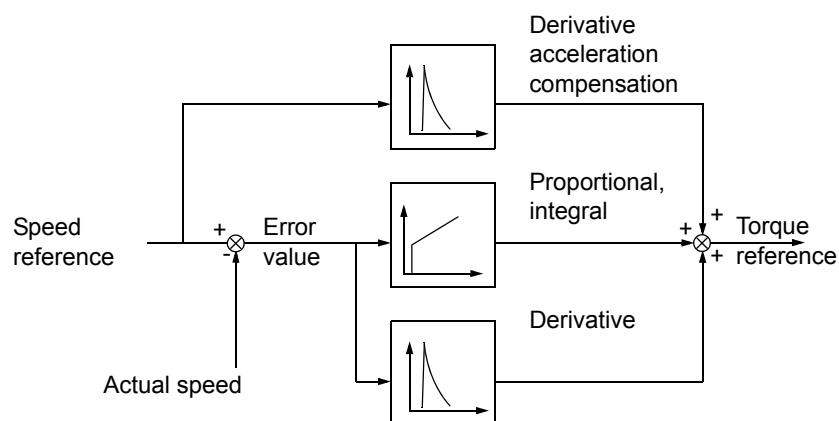 Derivative
acceleration
compensation
Proportional,
integral
Speed
reference
+
-
Error
value
+
+
+
Torque
reference
Derivative
Actual speed